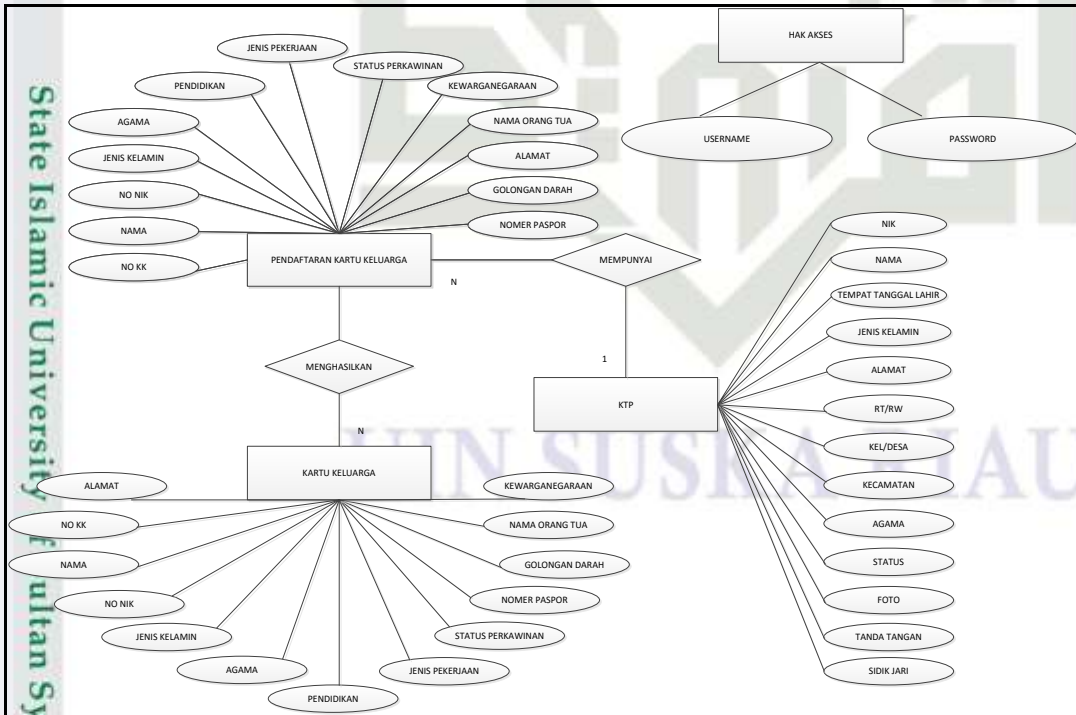 HAK AKSES
USERNAME
PASSWORD
JENIS PEKERJAAN
STATUS PERKAWINAN
PENDIDIKAN
KEWARGANEGARAAN
AGAMA
NAMA ORANG TUA
JENIS KELAMIN
ALAMAT
NO NIK
GOLONGAN DARAH
NAMA
NOMER PASPOR
NO KK
PENDAFTARAN KARTU KELUARGA
N
MEMPUNYAI
1
KTP
NIK
NAMA
TEMPAT TANGGAL LAHIR
JENIS KELAMIN
ALAMAT
RT/RW
KEL/DESA
KECAMATAN
AGAMA
STATUS
FOTO
TANDA TANGAN
SIDIK JARI
MENGHASILKAN
N
KARTU KELUARGA
ALAMAT
KEWARGANEGARAAN
NO KK
NAMA ORANG TUA
NAMA
GOLONGAN DARAH
NO NIK
NOMER PASPOR
JENIS KELAMIN
STATUS PERKAWINAN
AGAMA
JENIS PEKERJAAN
PENDIDIKAN
State Islamic University of Sultan Sy
UIN SUSKA RIAU